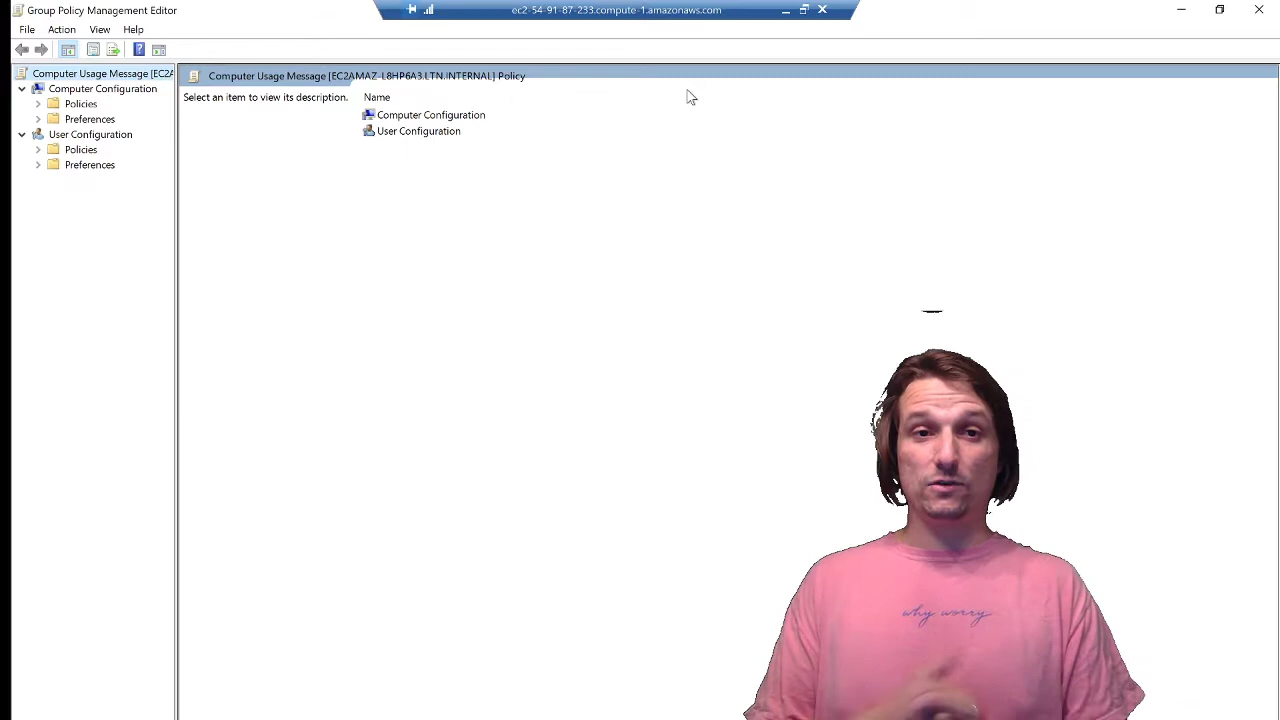 Group Policy Management Editor
ec2-54-91-87-233.compute-1.amazonaws.com
File Action View Help
Computer Usage Message [EC2A
Computer Configuration
Policies
Preferences
User Configuration
Policies
Preferences
Computer Usage Message [EC2AMAZ-L8HP6A3.LTN.INTERNAL] Policy
Select an item to view its description.
Name
Computer Configuration
User Configuration
why worry